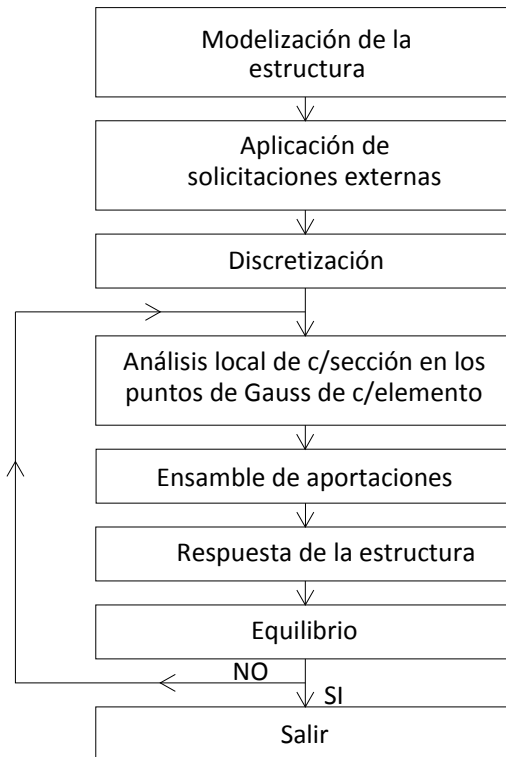 Modelización de la
estructura
Aplicación de
solicitaciones externas
Discretización
Análisis local de c/sección en los
puntos de Gauss de c/elemento
Ensamble de aportaciones
Respuesta de la estructura
Equilibrio
NO
SI
Salir